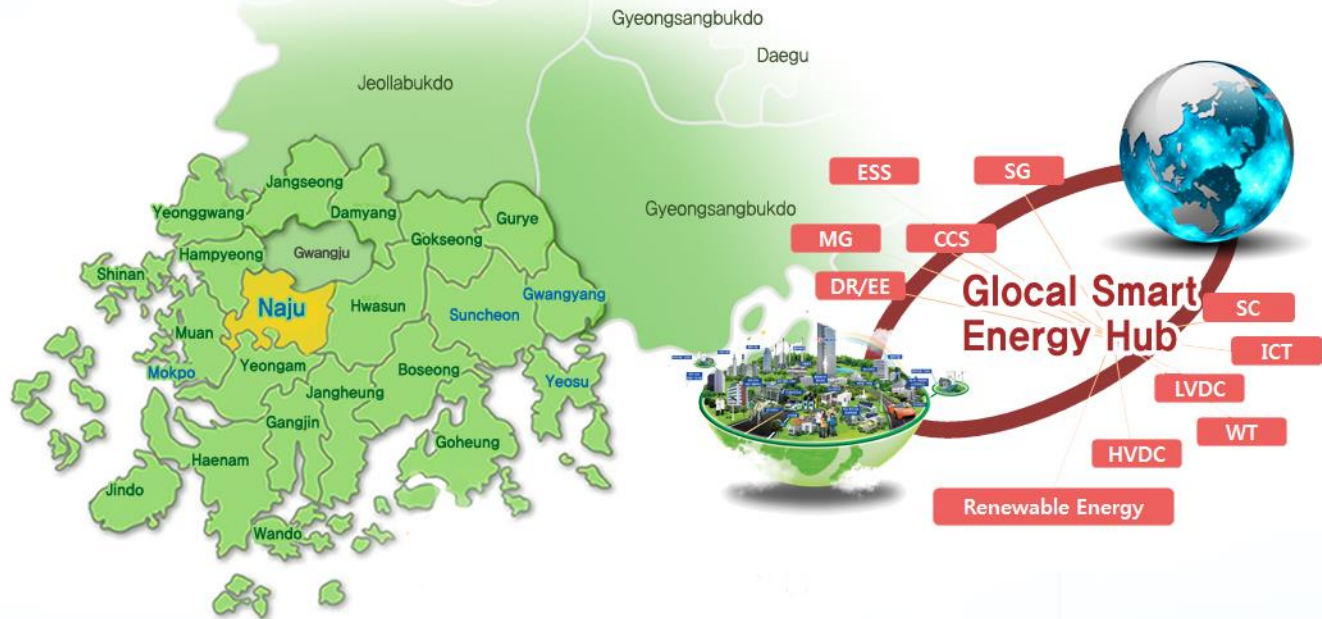 Gyeongsangbukdo
Daegu
Jeollabukdo
Gyeongsangbukdo
Jangseong
Yeonggwang
Damyang
Gurye
Gokseong
Hampyeong
Gwangju
Shinan
Naju
Hwasun
Gwangyang
Suncheon
Muan
Mokpo
Yeongam
Boseong
Yeosu
Jangheung
Gangjin
Goheung
Haenam
Jindo
Wando
ESS
SG
MG
CCS
DR/EE
Glocal Smart
Energy Hub
SC
ICT
LVDC
WT
HVDC
Renewable Energy